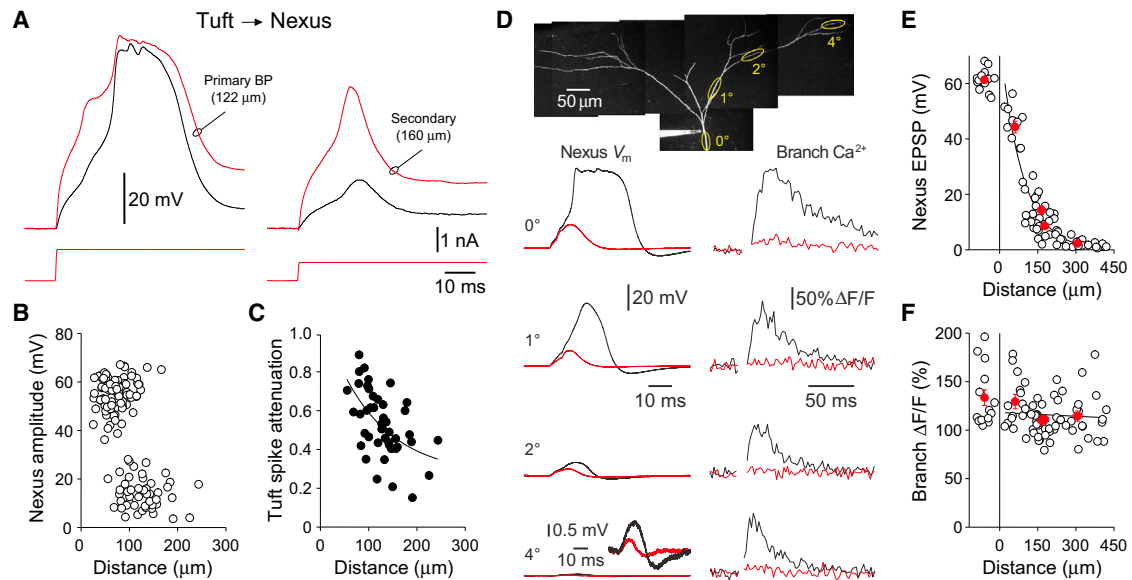 A
Tuft → Nexus
Primary BP
(122 μm)
20 mV
Secondary
(160 μm)
1 nA
10 ms
B
Nexus amplitude (mV)
80
60
40
20
0
0
100
200
300
Distance (μm)
C
Tuft spike attenuation
1.0
0.8
0.6
0.4
0.2
0
0
100
200
300
Distance (μm)
D
50 μm
0°
1°
2°
4°
Nexus Vm
Branch Ca2+
0°
20 mV
50% ΔF/F
1°
10 ms
50 ms
2°
4°
0.5 mV
10 ms
E
Nexus EPSP (mV)
60
40
20
0
0
150
300
450
Distance (μm)
F
Branch ΔF/F (%)
200
150
100
50
0
0
150
300
450
Distance (μm)